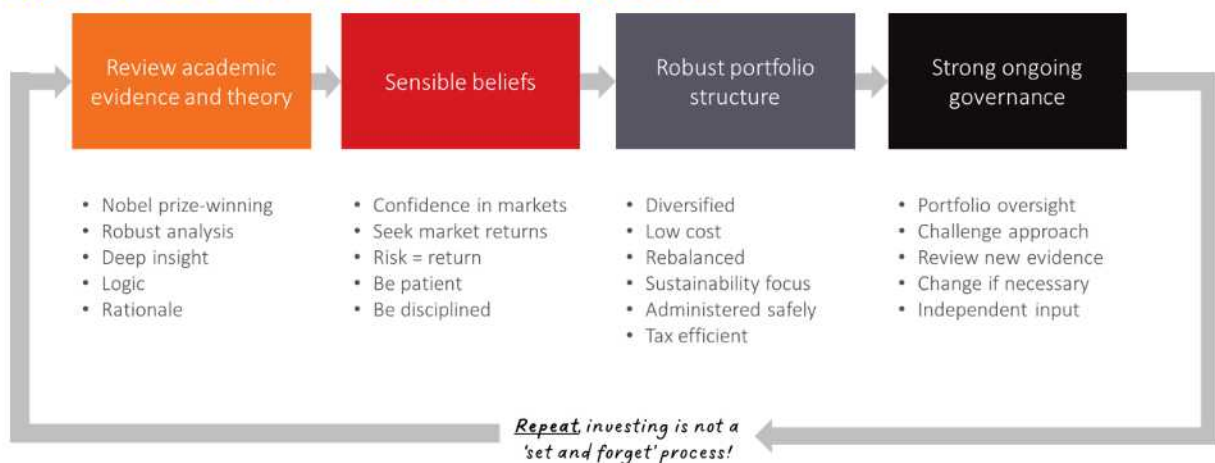 Review academic
evidence and theory
Sensible beliefs
Robust portfolio
structure
Strong ongoing
governance
• Nobel prize-winning
• Robust analysis
• Deep insight
• Logic
• Rationale
• Confidence in markets
• Seek market returns
• Risk = return
• Be patient
• Be disciplined
• Diversified
• Low cost
• Rebalanced
• Sustainability focus
• Administered safely
• Tax efficient
• Portfolio oversight
• Challenge approach
• Review new evidence
• Change if necessary
• Independent input
Repeat, investing is not a
'set and forget' process!